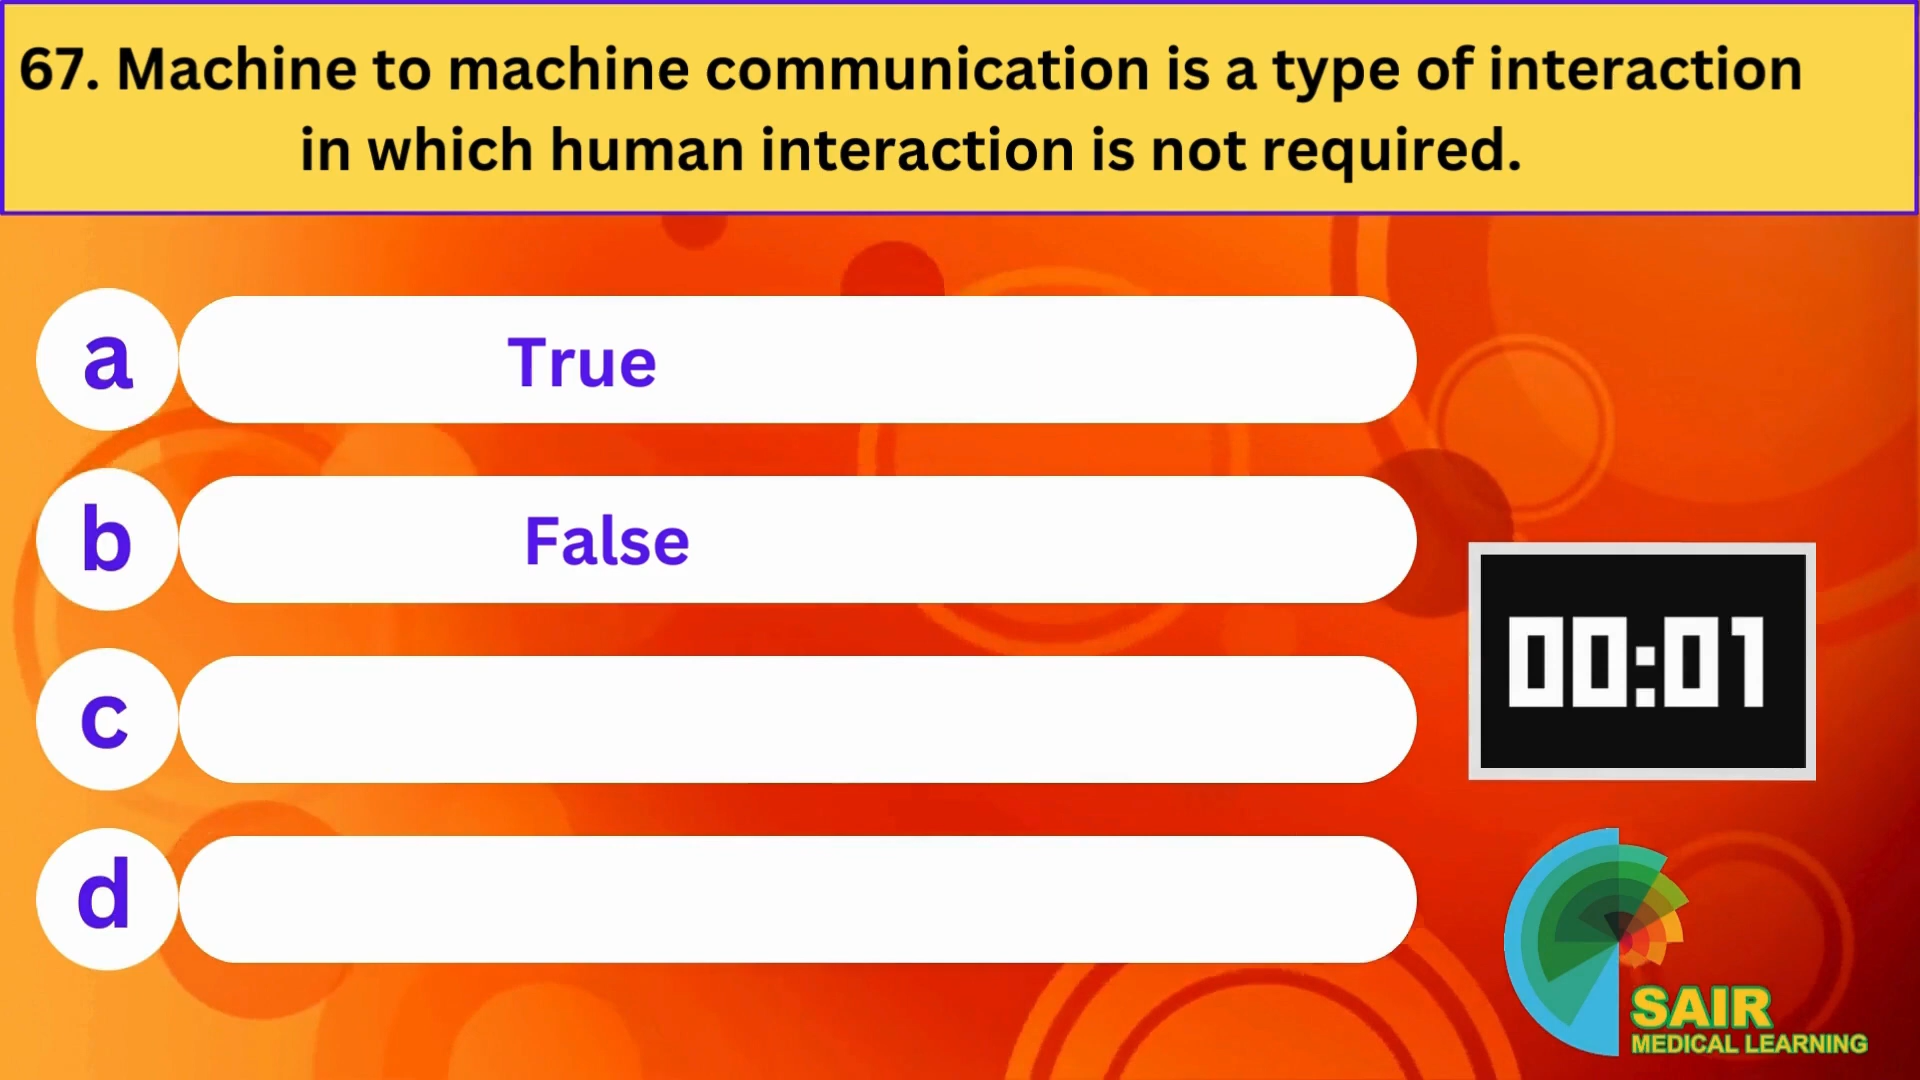 67. Machine to machine communication is a type of interaction
in which human interaction is not required.
a True
b False
c
d
00:01
SAIR
MEDICAL LEARNING